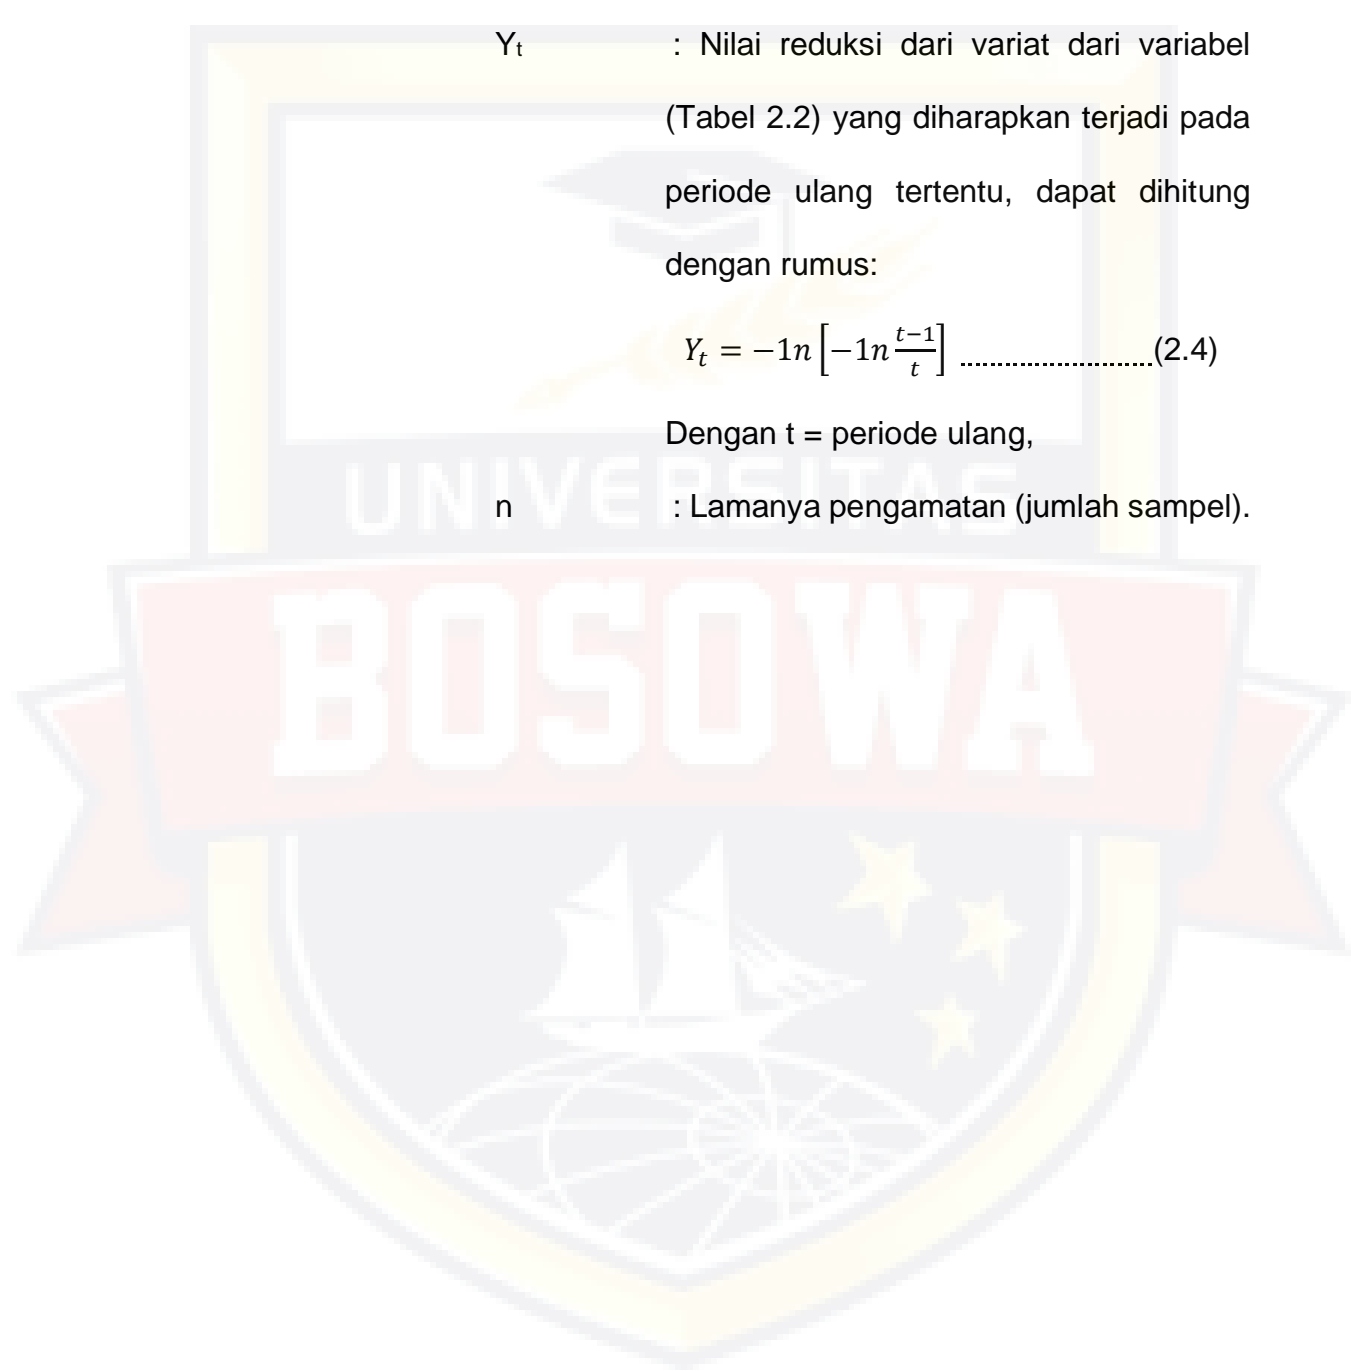 Yt : Nilai reduksi dari variat dari variabel
(Tabel 2.2) yang diharapkan terjadi pada
periode ulang tertentu, dapat dihitung
dengan rumus:
Y_t = −1n [−1n (t−1)/t] ........................(2.4)
Dengan t = periode ulang,
UNIVERSITAS
n : Lamanya pengamatan (jumlah sampel).
BOSOWA